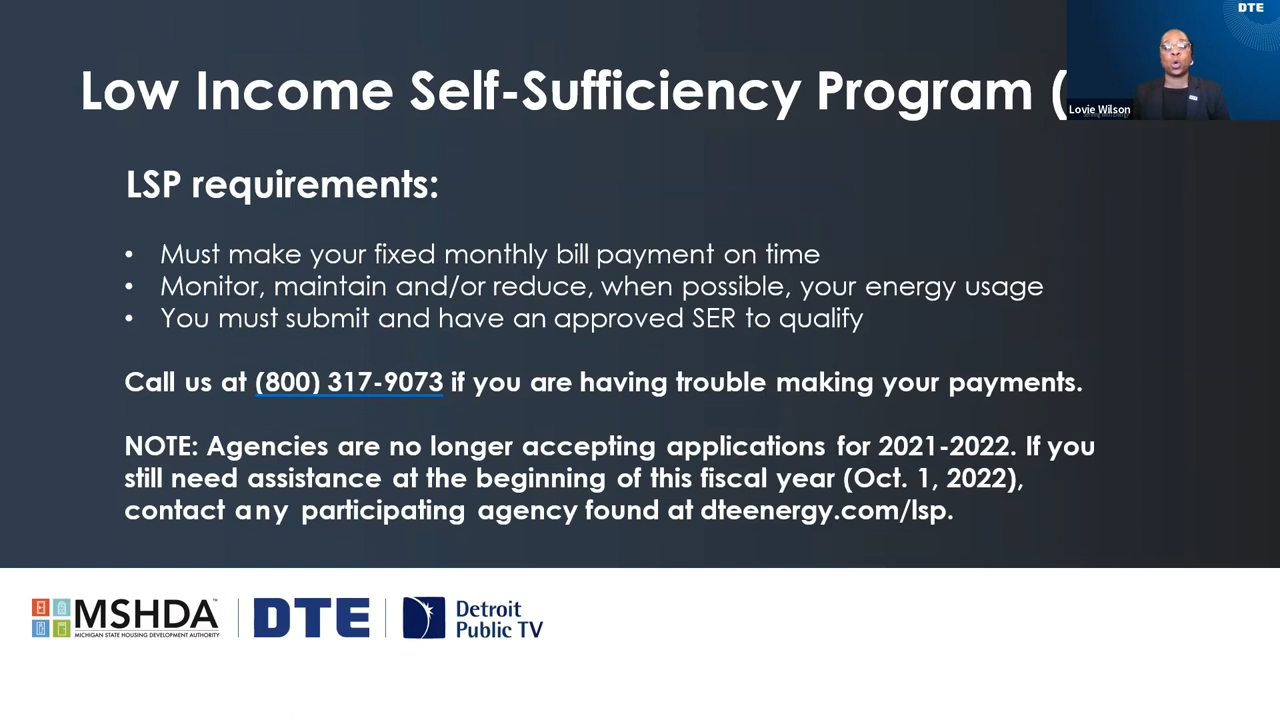 DTE
Low Income Self-Sufficiency Program (
Lovie Wilson
LSP requirements:
• Must make your fixed monthly bill payment on time
• Monitor, maintain and/or reduce, when possible, your energy usage
• You must submit and have an approved SER to qualify
Call us at (800) 317-9073 if you are having trouble making your payments.
NOTE: Agencies are no longer accepting applications for 2021-2022. If you
still need assistance at the beginning of this fiscal year (Oct. 1, 2022),
contact any participating agency found at dteenergy.com/lsp.
MSHDA™
MICHIGAN STATE HOUSING DEVELOPMENT AUTHORITY
DTE
Detroit
Public TV